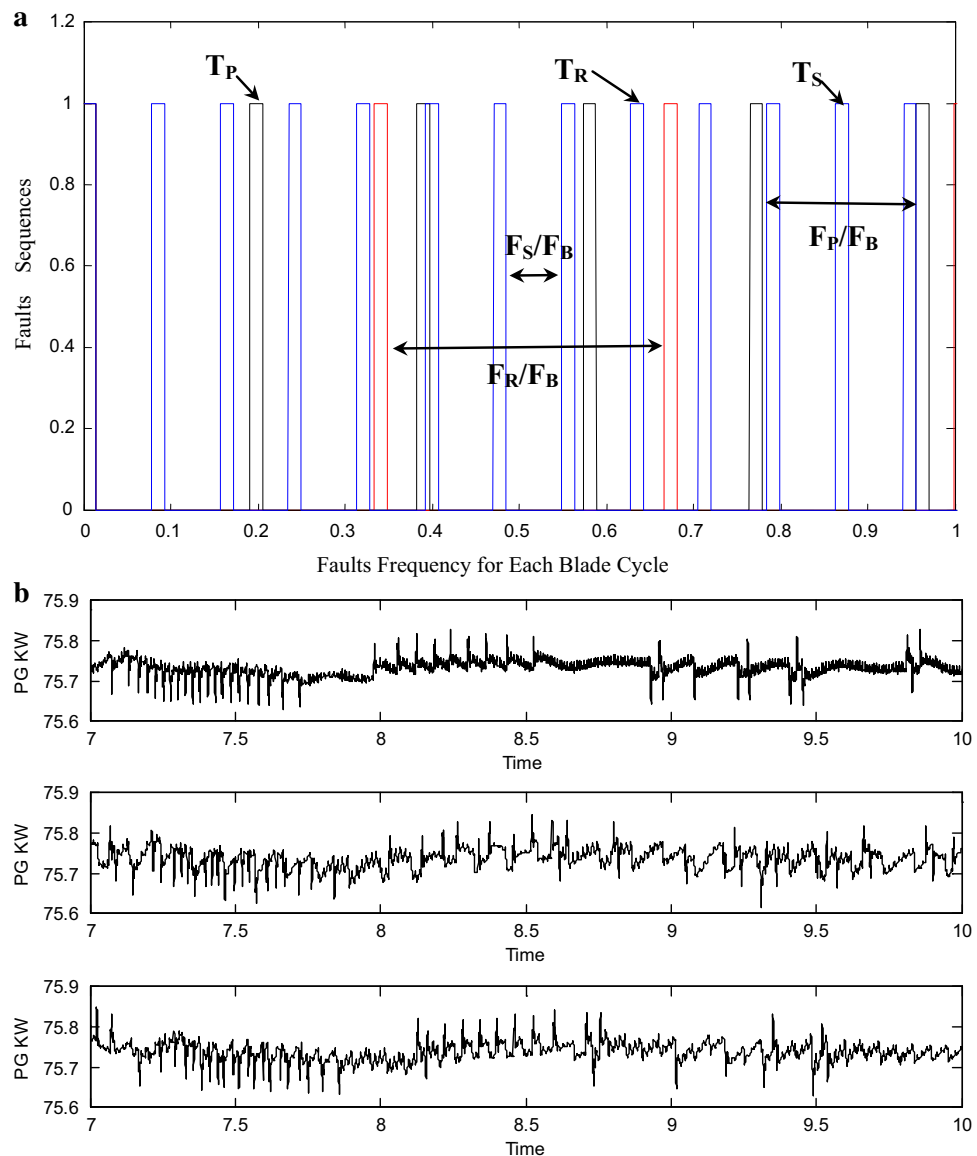 a
1.2
1
0.8
0.6
0.4
0.2
0
Faults Sequences
T_P
T_R
T_S
F_S/F_B
F_P/F_B
F_R/F_B
0 0.1 0.2 0.3 0.4 0.5 0.6 0.7 0.8 0.9 1
Faults Frequency for Each Blade Cycle
b
75.9
75.8
75.7
75.6
PG KW
7 7.5 8 8.5 9 9.5 10
Time
75.9
75.8
75.7
75.6
PG KW
7 7.5 8 8.5 9 9.5 10
Time
75.9
75.8
75.7
75.6
PG KW
7 7.5 8 8.5 9 9.5 10
Time